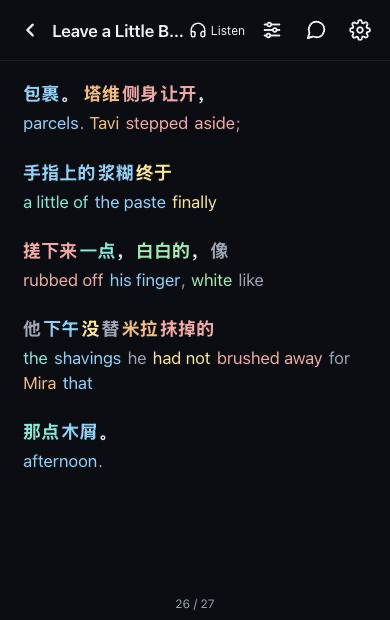 Leave a Little B... Listen
包裹。塔维侧身让开，
parcels. Tavi stepped aside;
手指上的浆糊终于
a little of the paste finally
搓下来一点，白白的，像
rubbed off his finger, white like
他下午没替米拉抹掉的
the shavings he had not brushed away for
Mira that
那点木屑。
afternoon.
26 / 27